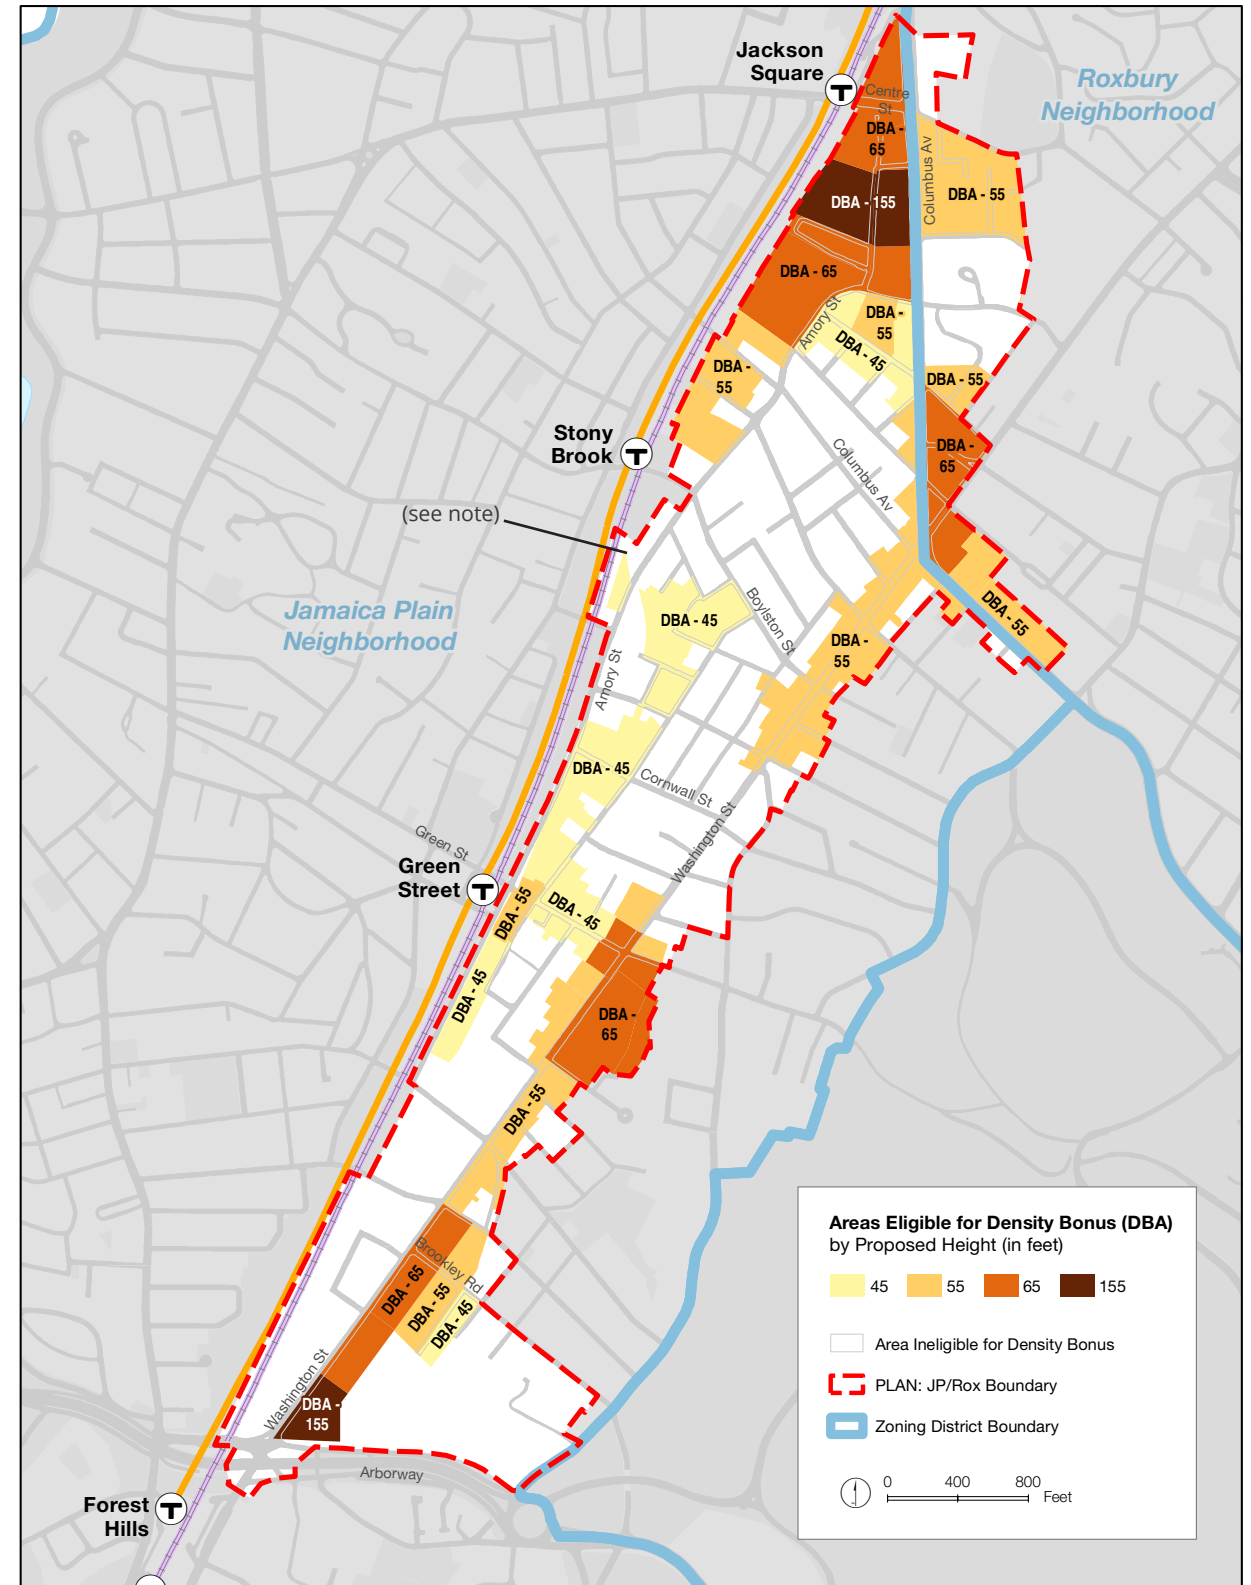 Jackson
Square
T
Centre
St
Roxbury
Neighborhood
DBA -
65
Columbus Av
DBA - 155
DBA - 55
DBA - 65
Amory St
DBA -
55
DBA - 45
DBA -
55
DBA - 55
Stony
Brook
T
Columbus Av
DBA -
65
(see note)
Jamaica Plain
Neighborhood
DBA - 45
Boylston St
DBA - 55
DBA -
55
Amory St
DBA - 45
Cornwall St
Washington St
Green St
Green
Street
T
DBA - 55
DBA - 45
DBA - 45
DBA -
65
DBA - 55
Brookley Rd
DBA - 65
DBA - 55
DBA - 45
Washington St
DBA -
155
Arborway
Forest
Hills
T
Areas Eligible for Density Bonus (DBA)
by Proposed Height (in feet)
45 55 65 155
Area Ineligible for Density Bonus
PLAN: JP/Rox Boundary
Zoning District Boundary
0 400 800
Feet